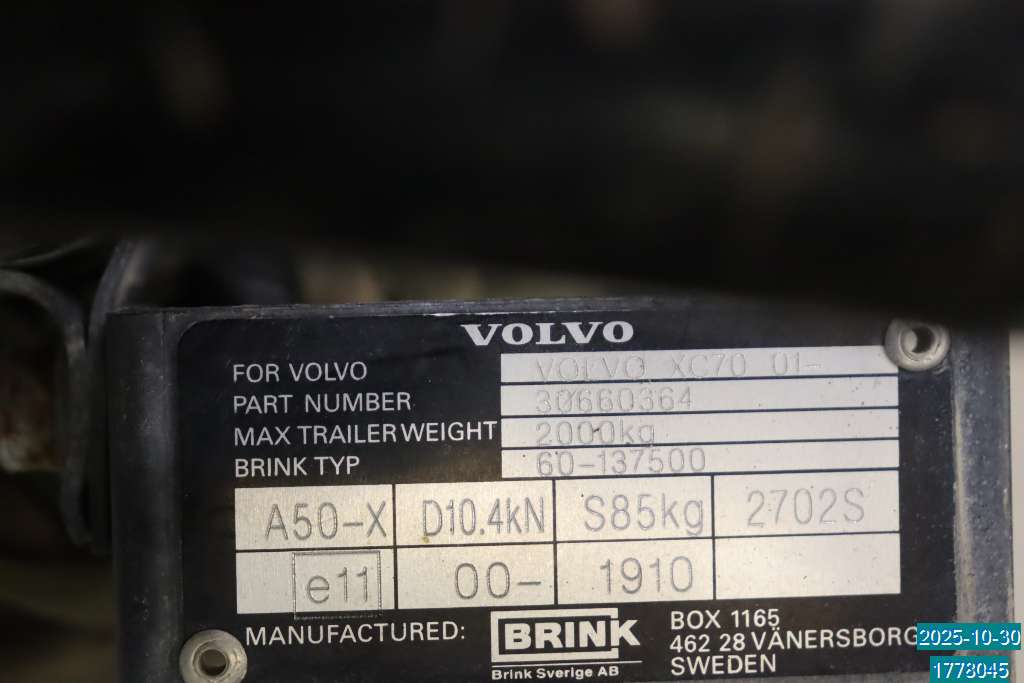 VOLVO
FOR VOLVO VOLVO XC70 01-
PART NUMBER 30660364
MAX TRAILER WEIGHT 2000kg
BRINK TYP 60-137500
A50-X D10.4kN S85kg 2702S
e11 00- 1910
MANUFACTURED: BRINK
Brink Sverige AB
BOX 1165
462 28 VÄNERSBORG
SWEDEN
2025-10-30
1778045